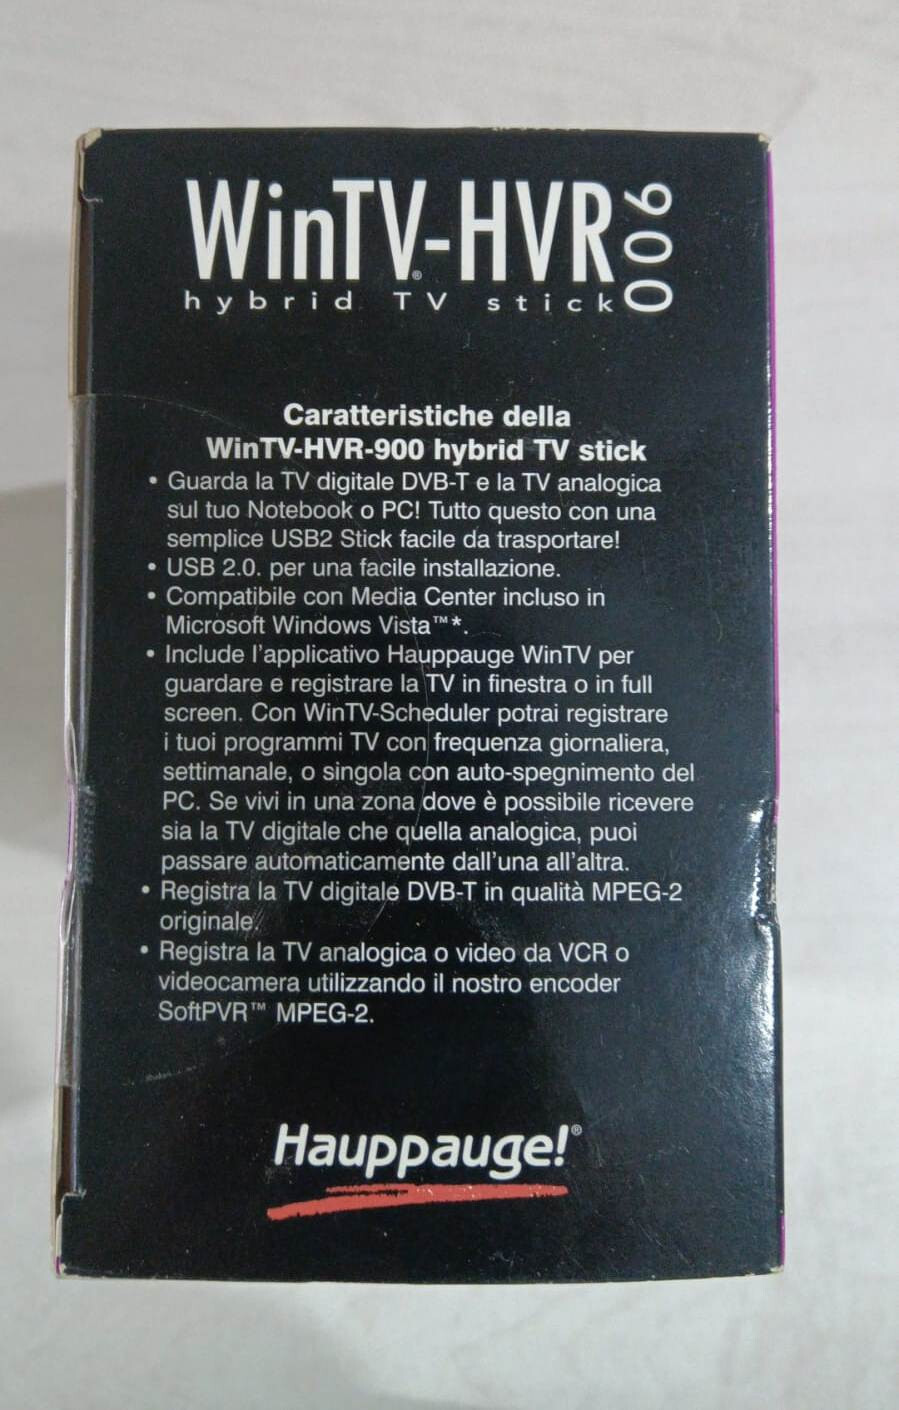 WinTV®-HVR 900
hybrid TV stick
Caratteristiche della
WinTV-HVR-900 hybrid TV stick
• Guarda la TV digitale DVB-T e la TV analogica
sul tuo Notebook o PC! Tutto questo con una
semplice USB2 Stick facile da trasportare!
• USB 2.0. per una facile installazione.
• Compatibile con Media Center incluso in
Microsoft Windows Vista™*.
• Include l'applicativo Hauppauge WinTV per
guardare e registrare la TV in finestra o in full
screen. Con WinTV-Scheduler potrai registrare
i tuoi programmi TV con frequenza giornaliera,
settimanale, o singola con auto-spegnimento del
PC. Se vivi in una zona dove è possibile ricevere
sia la TV digitale che quella analogica, puoi
passare automaticamente dall'una all'altra.
• Registra la TV digitale DVB-T in qualità MPEG-2
originale.
• Registra la TV analogica o video da VCR o
videocamera utilizzando il nostro encoder
SoftPVR™ MPEG-2.
Hauppauge!®